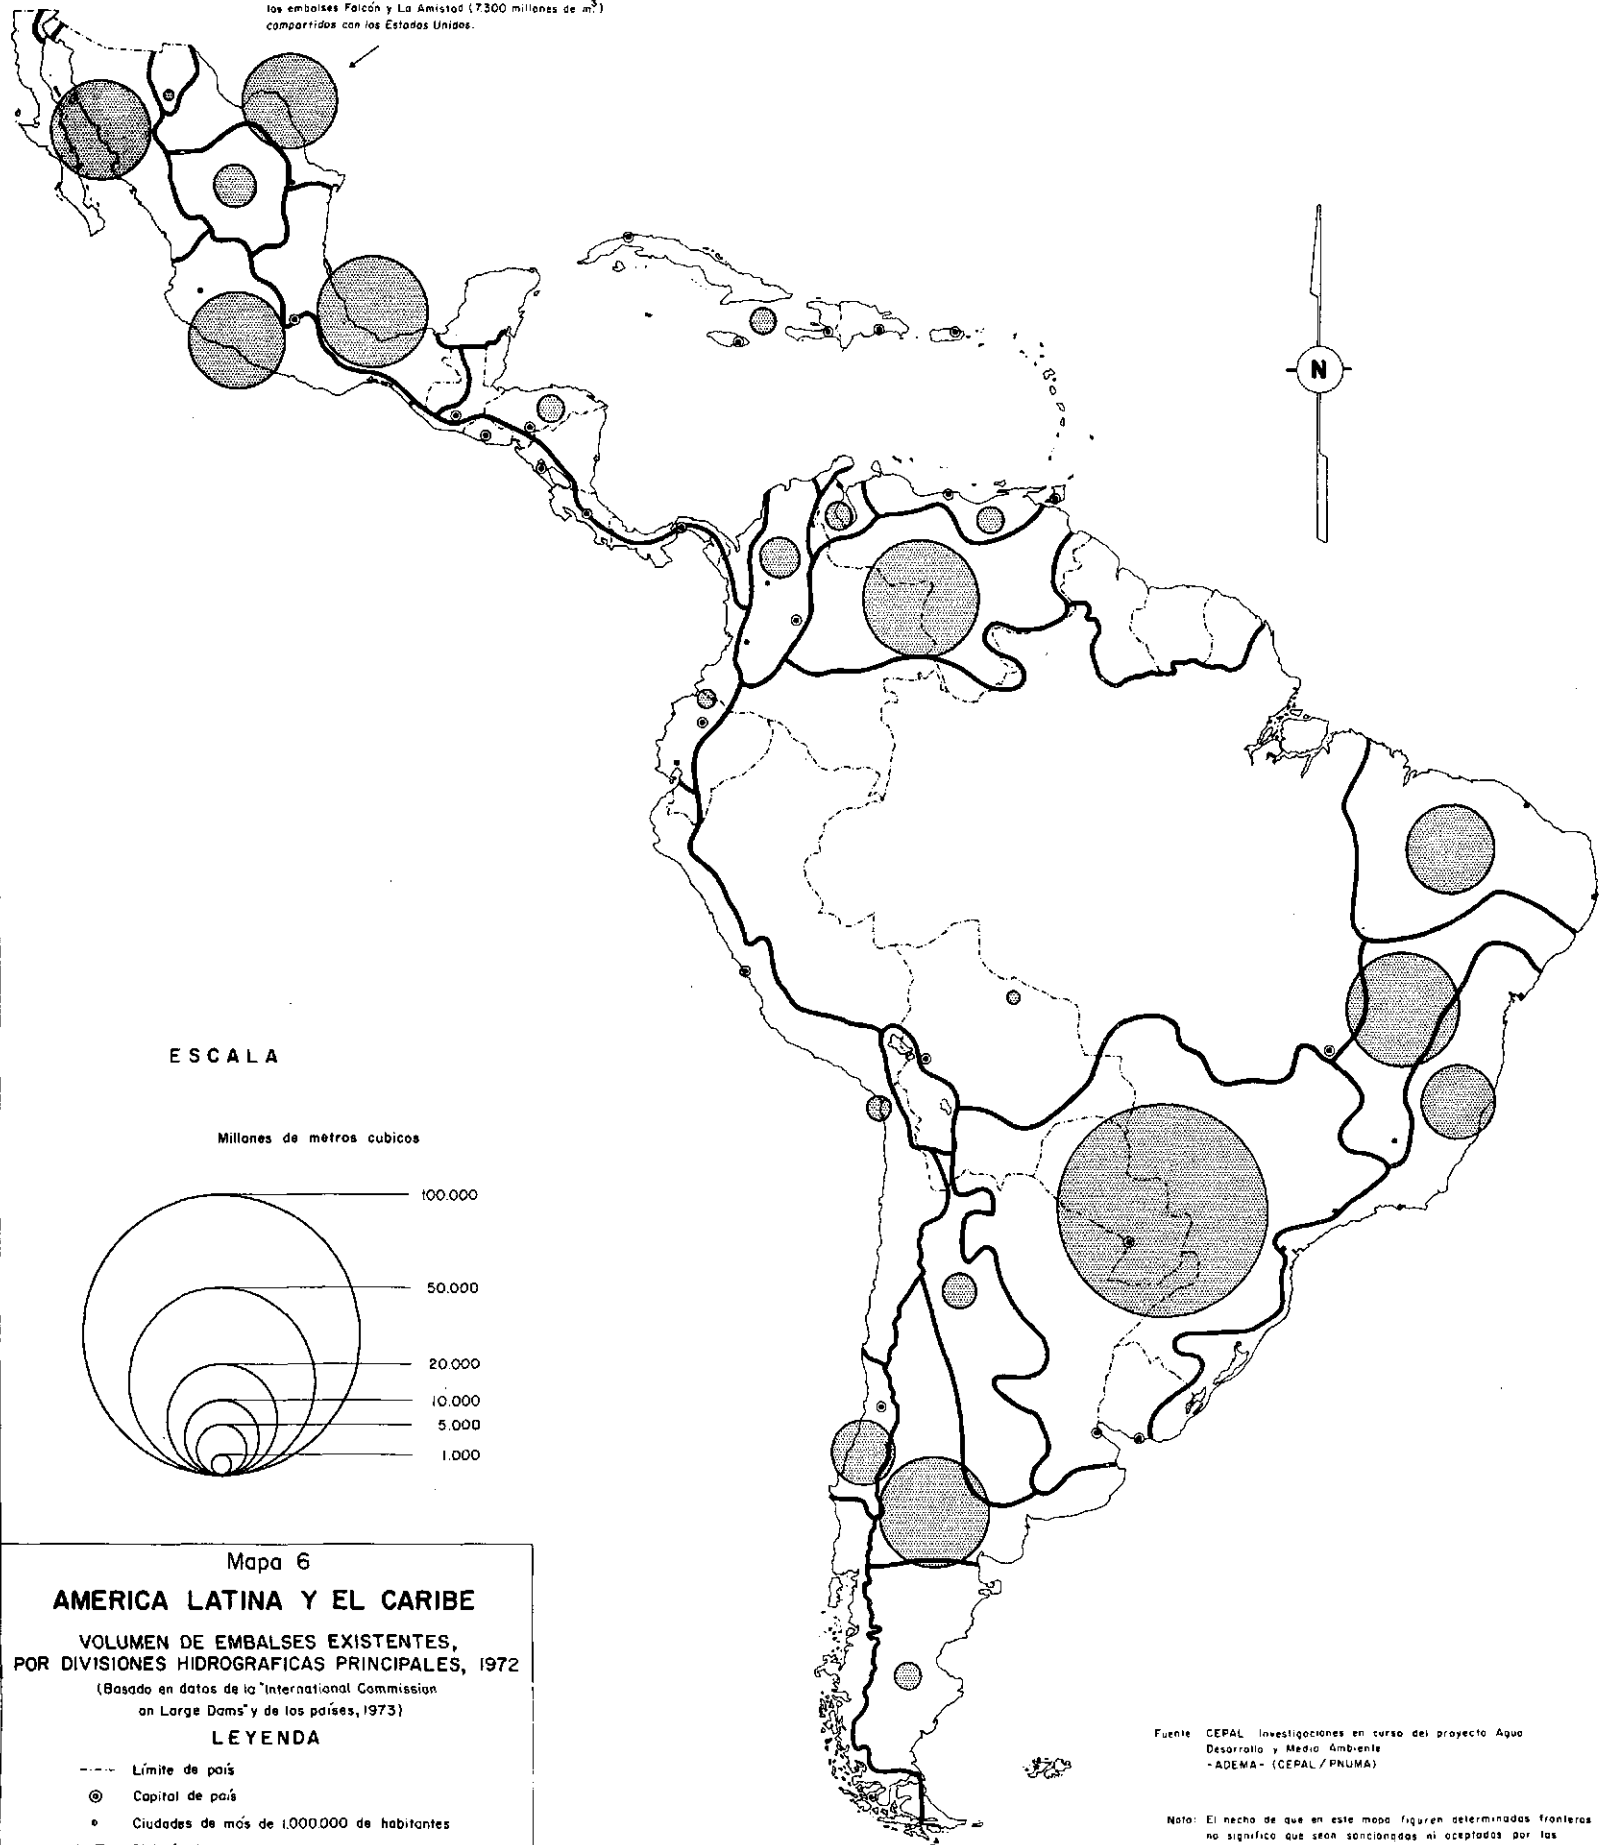 los embalses Falcón y La Amistad (7.300 millones de m³)
compartidos con los Estados Unidos.
N
ESCALA
Millones de metros cubicos
100.000
50.000
20.000
10.000
5.000
1.000
Mapa 6
AMERICA LATINA Y EL CARIBE
VOLUMEN DE EMBALSES EXISTENTES,
POR DIVISIONES HIDROGRAFICAS PRINCIPALES, 1972
(Basado en datos de la "International Commission
on Large Dams" y de los países, 1973)
LEYENDA
Límite de país
Capital de país
Ciudades de más de 1.000.000 de habitantes
Fuente CEPAL Investigaciones en curso del proyecto Agua
Desarrollo y Medio Ambiente
-ADEMA- (CEPAL / PNUMA)
Nota: El hecho de que en este mapa figuren determinadas fronteras
no significa que sean sancionadas ni aceptadas por las